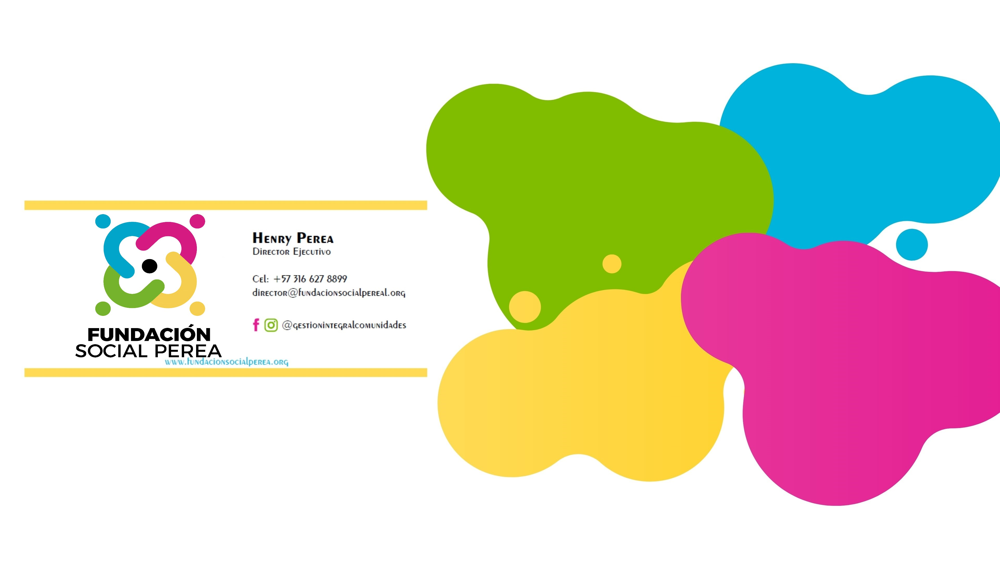 FUNDACIÓN
SOCIAL PEREA
Henry Perea
Director Ejecutivo
Cel: +57 316 627 8899
director@fundacionsocialpereal.org
@gestionintegralcomunidades
www.fundacionsocialperea.org